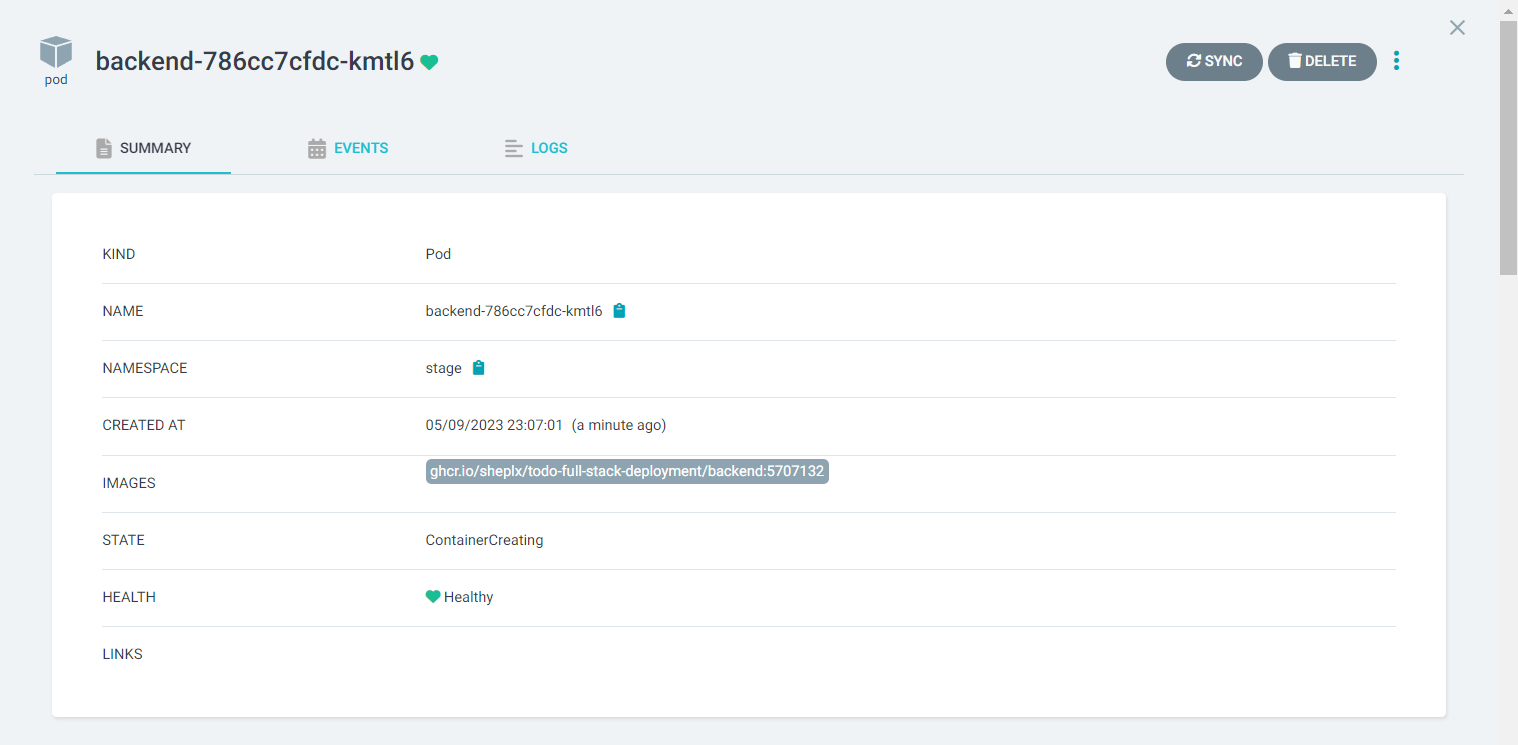 pod
backend-786cc7cfdc-kmtl6
SYNC
DELETE
SUMMARY
EVENTS
LOGS
KIND Pod
NAME backend-786cc7cfdc-kmtl6
NAMESPACE stage
CREATED AT 05/09/2023 23:07:01 (a minute ago)
IMAGES ghcr.io/sheplx/todo-full-stack-deployment/backend:5707132
STATE ContainerCreating
HEALTH Healthy
LINKS